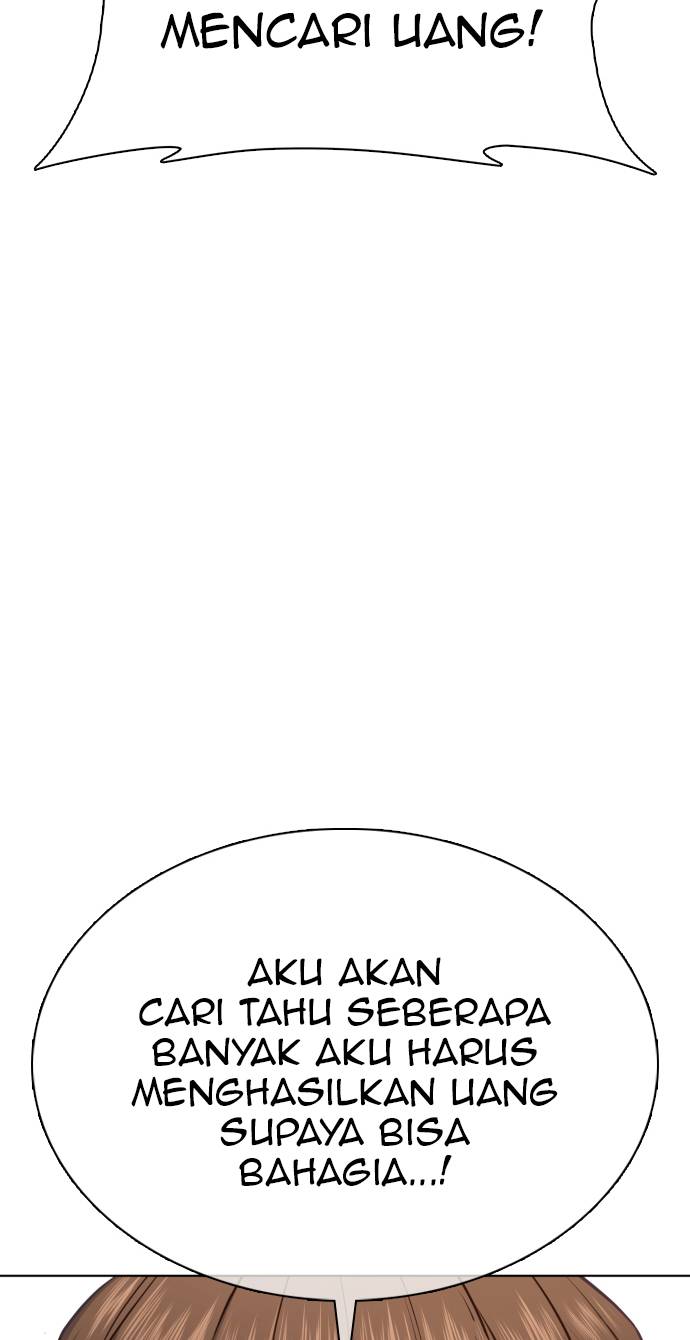 MENCARI UANG!
AKU AKAN
CARI TAHU SEBERAPA
BANYAK AKU HARUS
MENGHASILKAN UANG
SUPAYA BISA
BAHAGIA...!